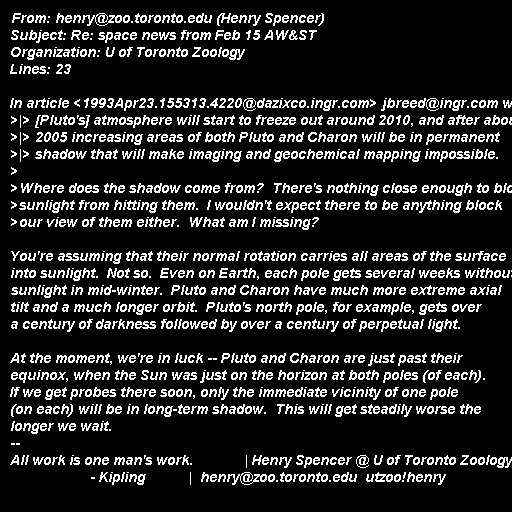 From: henry@zoo.toronto.edu (Henry Spencer)
Subject: Re: space news from Feb 15 AW&ST
Organization: U of Toronto Zoology
Lines: 23

In article <1993Apr23.155313.4220@dazixco.ingr.com> jbreed@ingr.com w
>|> [Pluto's] atmosphere will start to freeze out around 2010, and after abou
>|> 2005 increasing areas of both Pluto and Charon will be in permanent
>|> shadow that will make imaging and geochemical mapping impossible.
>
>Where does the shadow come from?  There's nothing close enough to blo
>sunlight from hitting them.  I wouldn't expect there to be anything block
>our view of them either.  What am I missing?

You're assuming that their normal rotation carries all areas of the surface
into sunlight.  Not so.  Even on Earth, each pole gets several weeks withou
sunlight in mid-winter.  Pluto and Charon have much more extreme axial
tilt and a much longer orbit.  Pluto's north pole, for example, gets over
a century of darkness followed by over a century of perpetual light.

At the moment, we're in luck -- Pluto and Charon are just past their
equinox, when the Sun was just on the horizon at both poles (of each).
If we get probes there soon, only the immediate vicinity of one pole
(on each) will be in long-term shadow.  This will get steadily worse the
longer we wait.
--
All work is one man's work.             | Henry Spencer @ U of Toronto Zoology
                    - Kipling           |  henry@zoo.toronto.edu  utzoo!henry